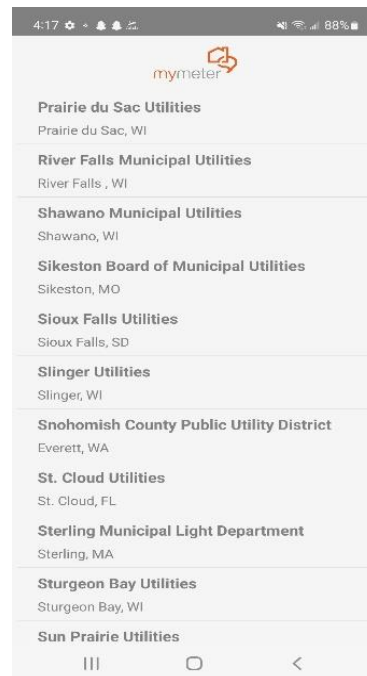 4:17
88%
mymeter
Prairie du Sac Utilities
Prairie du Sac, WI
River Falls Municipal Utilities
River Falls , WI
Shawano Municipal Utilities
Shawano, WI
Sikeston Board of Municipal Utilities
Sikeston, MO
Sioux Falls Utilities
Sioux Falls, SD
Slinger Utilities
Slinger, WI
Snohomish County Public Utility District
Everett, WA
St. Cloud Utilities
St. Cloud, FL
Sterling Municipal Light Department
Sterling, MA
Sturgeon Bay Utilities
Sturgeon Bay, WI
Sun Prairie Utilities